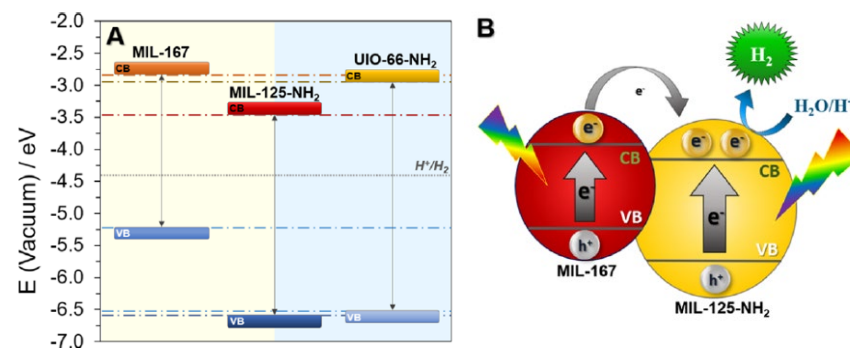 A
E (Vacuum) / eV
-2.0
-2.5
-3.0
-3.5
-4.0
-4.5
-5.0
-5.5
-6.0
-6.5
-7.0
MIL-167
CB
VB
MIL-125-NH₂
CB
VB
UIO-66-NH₂
CB
VB
H⁺/H₂
B
H₂
e⁻
H₂O/H⁺
e⁻
CB
e⁻
VB
h⁺
MIL-167
e⁻ e⁻
CB
e⁻
VB
h⁺
MIL-125-NH₂